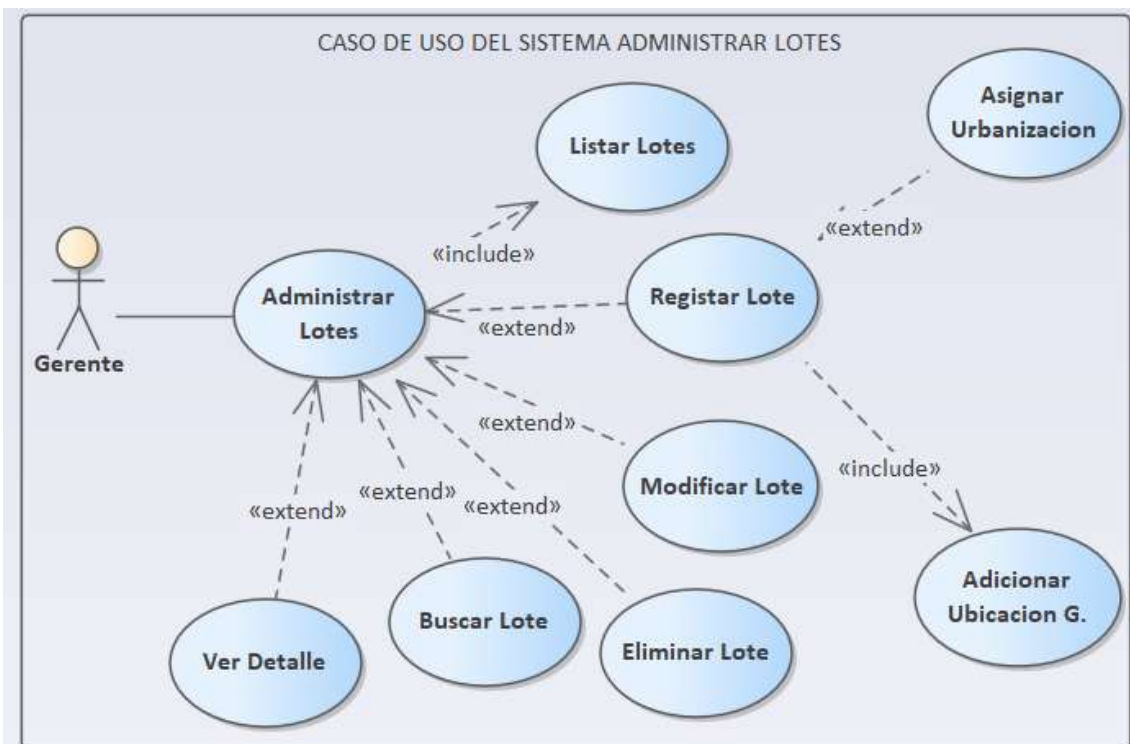 CASO DE USO DEL SISTEMA ADMINISTRAR LOTES
Asignar
Urbanizacion
Listar Lotes
«extend»
«include»
Administrar
Lotes
Registar Lote
«extend»
Gerente
«extend»
Modificar Lote
«include»
«extend»
«extend»
«extend»
Adicionar
Ubicacion G.
Buscar Lote
Eliminar Lote
Ver Detalle